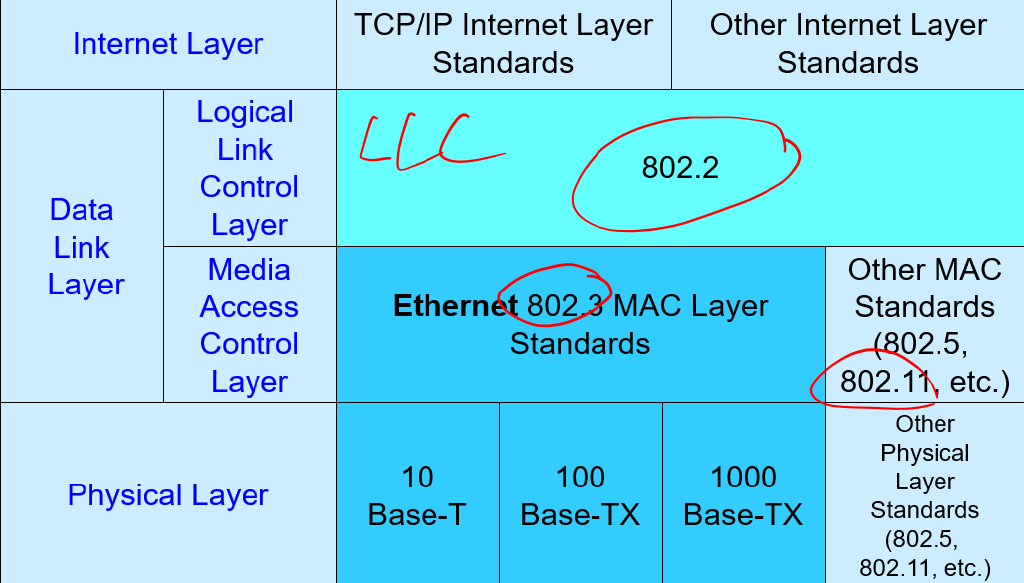 Internet Layer
TCP/IP Internet Layer
Standards
Other Internet Layer
Standards
Data
Link
Layer
Logical
Link
Control
Layer
LLC
802.2
Media
Access
Control
Layer
Ethernet 802.3 MAC Layer
Standards
Other MAC
Standards
(802.5,
802.11, etc.)
Physical Layer
10
Base-T
100
Base-TX
1000
Base-TX
Other
Physical
Layer
Standards
(802.5,
802.11, etc.)